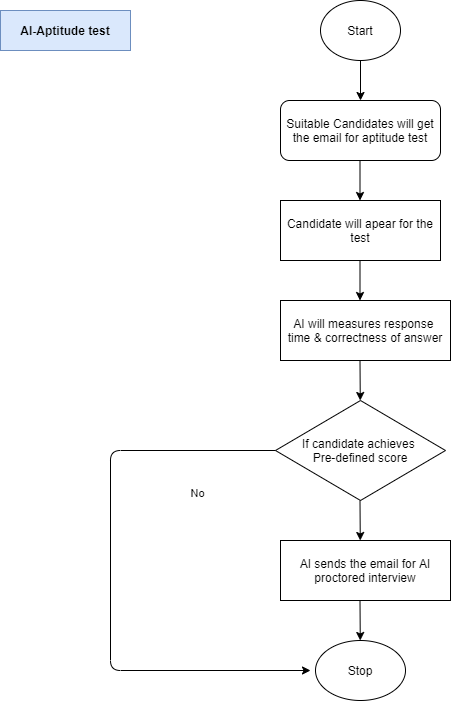 AI-Aptitude test
Start
Suitable Candidates will get
the email for aptitude test
Candidate will apear for the
test
AI will measures response
time & correctness of answer
If candidate achieves
Pre-defined score
No
AI sends the email for AI
proctored interview
Stop